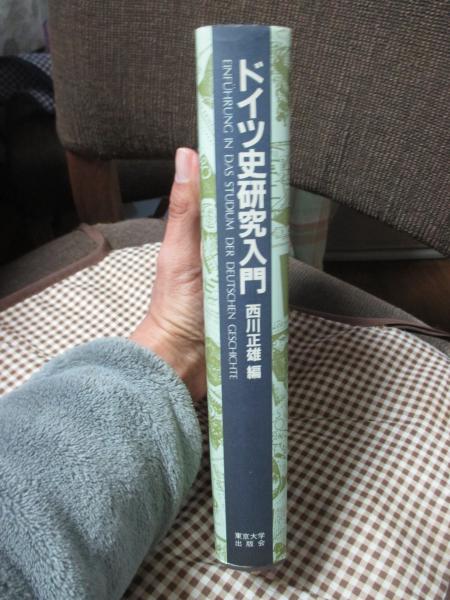 ドイツ史研究入門
EINFÜHRUNG IN DAS STUDIUM DER DEUTSCHEN GESCHICHTE
西川正雄 編
東京大学
出版会